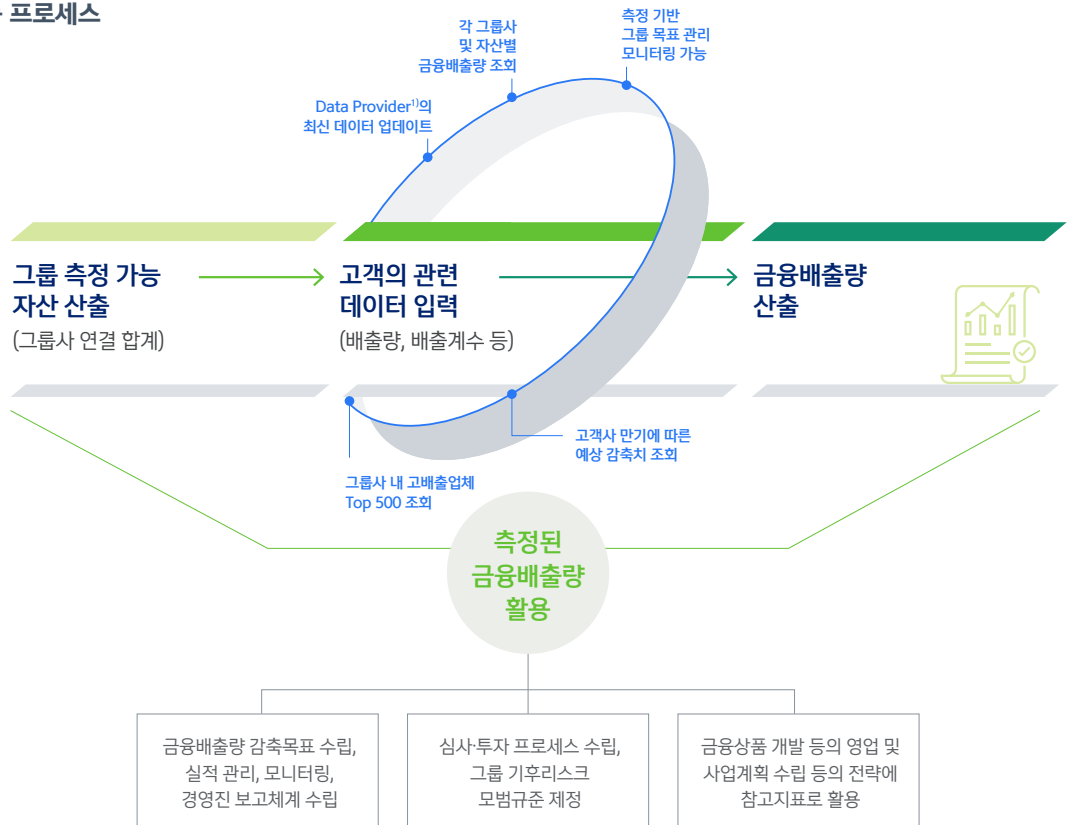 프로세스
각 그룹사
및 자산별
금융배출량 조회
측정 기반
그룹 목표 관리
모니터링 가능
Data Provider¹⁾의
최신 데이터 업데이트
그룹 측정 가능
자산 산출
(그룹사 연결 합계)
고객의 관련
데이터 입력
(배출량, 배출계수 등)
금융배출량
산출
고객사 만기에 따른
예상 감축치 조회
그룹사 내 고배출업체
Top 500 조회
측정된
금융배출량
활용
금융배출량 감축목표 수립,
실적 관리, 모니터링,
경영진 보고체계 수립
심사·투자 프로세스 수립,
그룹 기후리스크
모범규준 제정
금융상품 개발 등의 영업 및
사업계획 수립 등의 전략에
참고지표로 활용